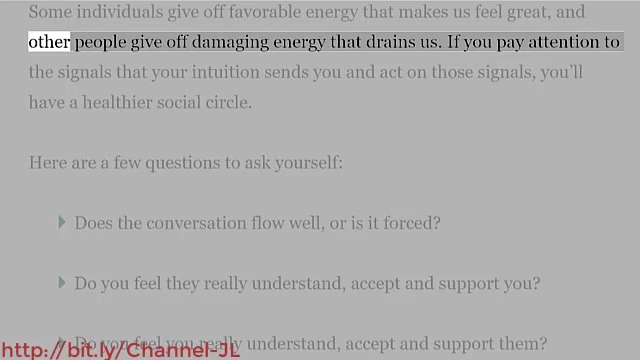 Some individuals give off favorable energy that makes us feel great, and
other people give off damaging energy that drains us. If you pay attention to
the signals that your intuition sends you and act on those signals, you’ll
have a healthier social circle.
Here are a few questions to ask yourself:
Does the conversation flow well, or is it forced?
Do you feel they really understand, accept and support you?
Do you feel you really understand, accept and support them?
http://bit.ly/Channel-JL